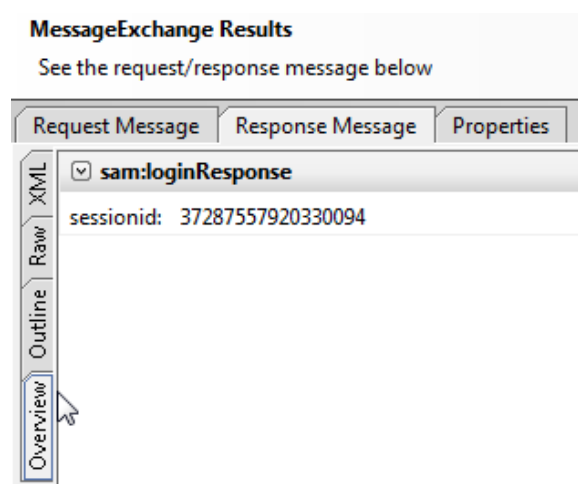 MessageExchange Results
See the request/response message below
Request Message Response Message Properties
XML
Raw
Outline
Overview
sam:loginResponse
sessionid: 37287557920330094